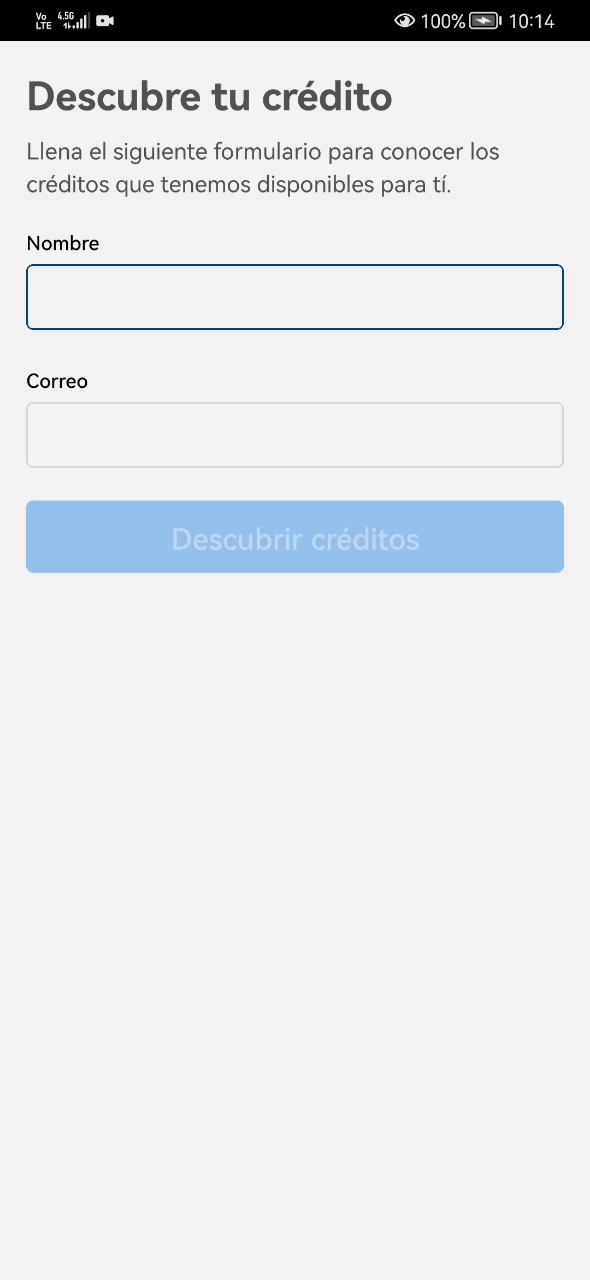 Vo LTE 4.5G 100% 10:14
Descubre tu crédito
Llena el siguiente formulario para conocer los
créditos que tenemos disponibles para tí.
Nombre
Correo
Descubrir créditos